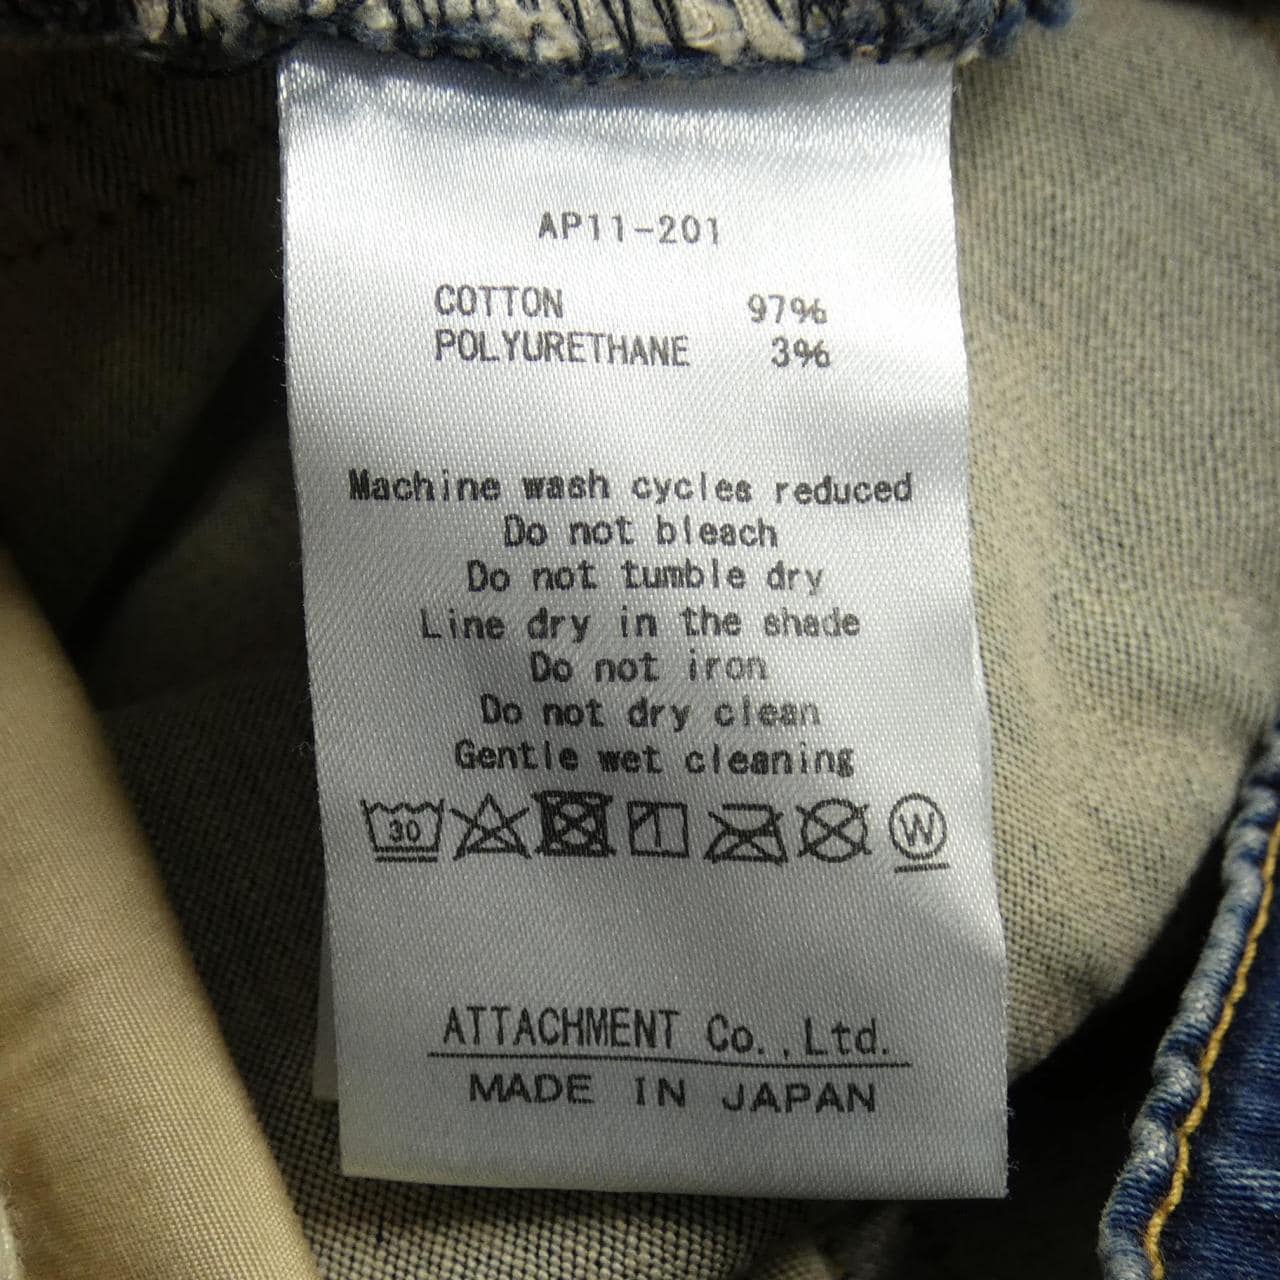 AP11-201
COTTON 97%
POLYURETHANE 3%
Machine wash cycles reduced
Do not bleach
Do not tumble dry
Line dry in the shade
Do not iron
Do not dry clean
Gentle wet cleaning
30 W
ATTACHMENT Co.,Ltd.
MADE IN JAPAN